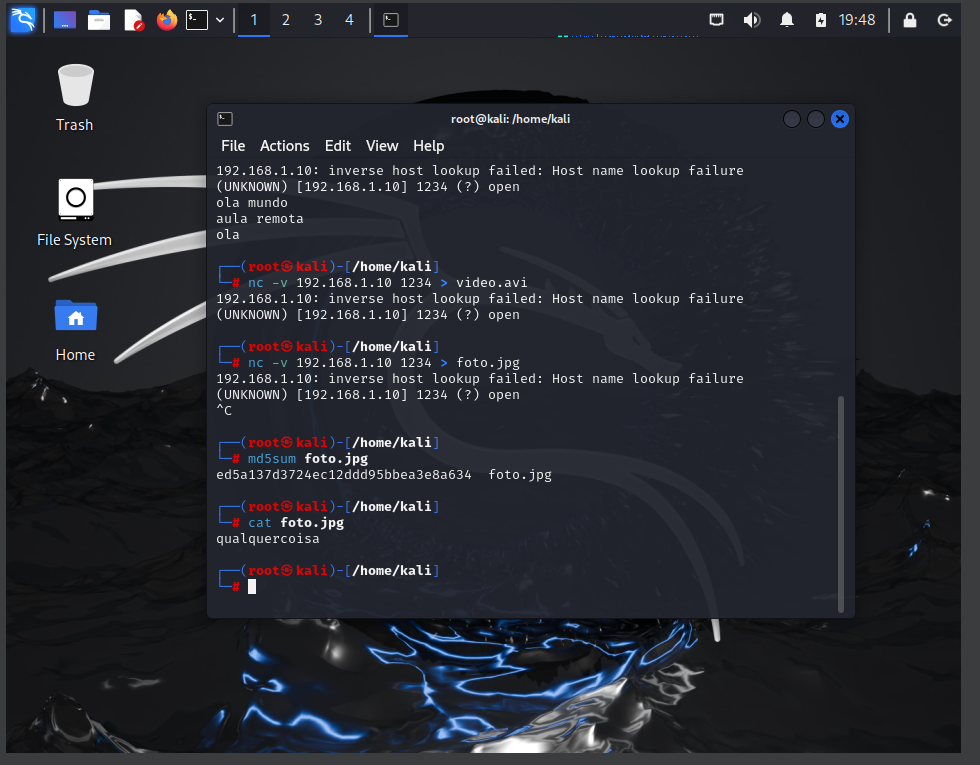 1 2 3 4 19:48
Trash
File System
Home
root@kali: /home/kali
File Actions Edit View Help
192.168.1.10: inverse host lookup failed: Host name lookup failure
(UNKNOWN) [192.168.1.10] 1234 (?) open
ola mundo
aula remota
ola
┌──(root㉿kali)-[/home/kali]
└─# nc -v 192.168.1.10 1234 > video.avi
192.168.1.10: inverse host lookup failed: Host name lookup failure
(UNKNOWN) [192.168.1.10] 1234 (?) open
┌──(root㉿kali)-[/home/kali]
└─# nc -v 192.168.1.10 1234 > foto.jpg
192.168.1.10: inverse host lookup failed: Host name lookup failure
(UNKNOWN) [192.168.1.10] 1234 (?) open
^C
┌──(root㉿kali)-[/home/kali]
└─# md5sum foto.jpg
ed5a137d3724ec12ddd95bbea3e8a634  foto.jpg
┌──(root㉿kali)-[/home/kali]
└─# cat foto.jpg
qualquercoisa
┌──(root㉿kali)-[/home/kali]
└─#